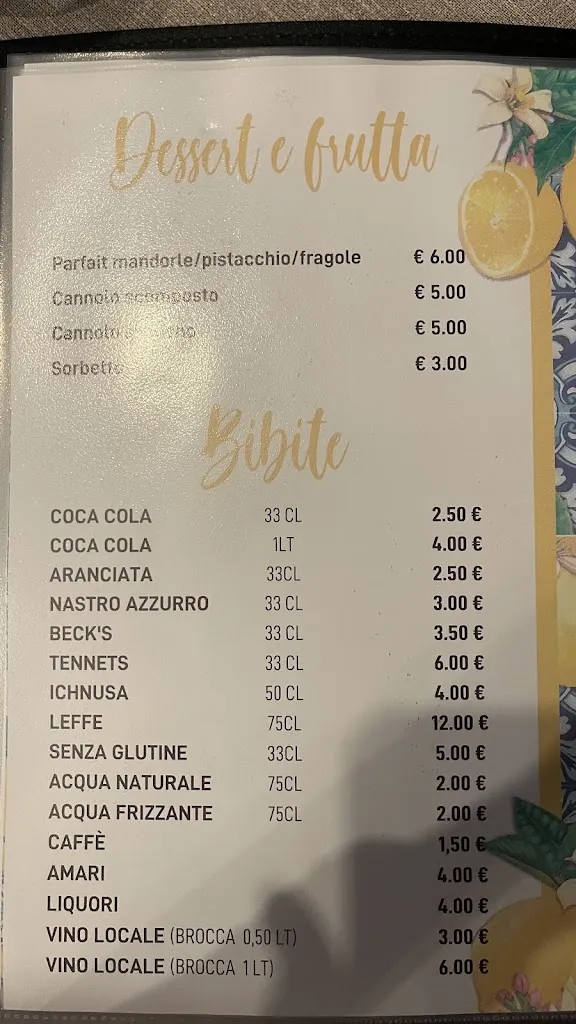 Dessert e frutta
Parfait mandorle/pistacchio/fragole € 6.00
Cannolo scomposto € 5.00
Cannolo € 5.00
Sorbetto € 3.00
Bibite
COCA COLA 33 CL 2.50 €
COCA COLA 1LT 4.00 €
ARANCIATA 33CL 2.50 €
NASTRO AZZURRO 33 CL 3.00 €
BECK'S 33 CL 3.50 €
TENNETS 33 CL 6.00 €
ICHNUSA 50 CL 4.00 €
LEFFE 75CL 12.00 €
SENZA GLUTINE 33CL 5.00 €
ACQUA NATURALE 75CL 2.00 €
ACQUA FRIZZANTE 75CL 2.00 €
CAFFÈ 1,50 €
AMARI 4.00 €
LIQUORI 4.00 €
VINO LOCALE (BROCCA 0,50 LT) 3.00 €
VINO LOCALE (BROCCA 1 LT) 6.00 €